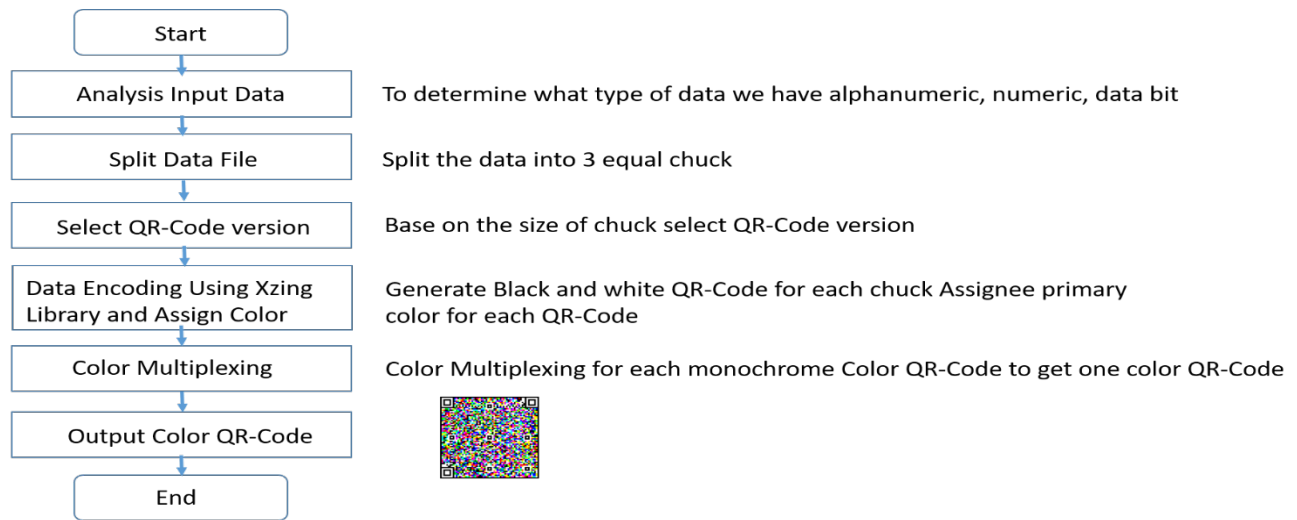 Start
Analysis Input Data
To determine what type of data we have alphanumeric, numeric, data bit
Split Data File
Split the data into 3 equal chuck
Select QR-Code version
Base on the size of chuck select QR-Code version
Data Encoding Using Xzing
Library and Assign Color
Generate Black and white QR-Code for each chuck Assignee primary
color for each QR-Code
Color Multiplexing
Color Multiplexing for each monochrome Color QR-Code to get one color QR-Code
Output Color QR-Code
End